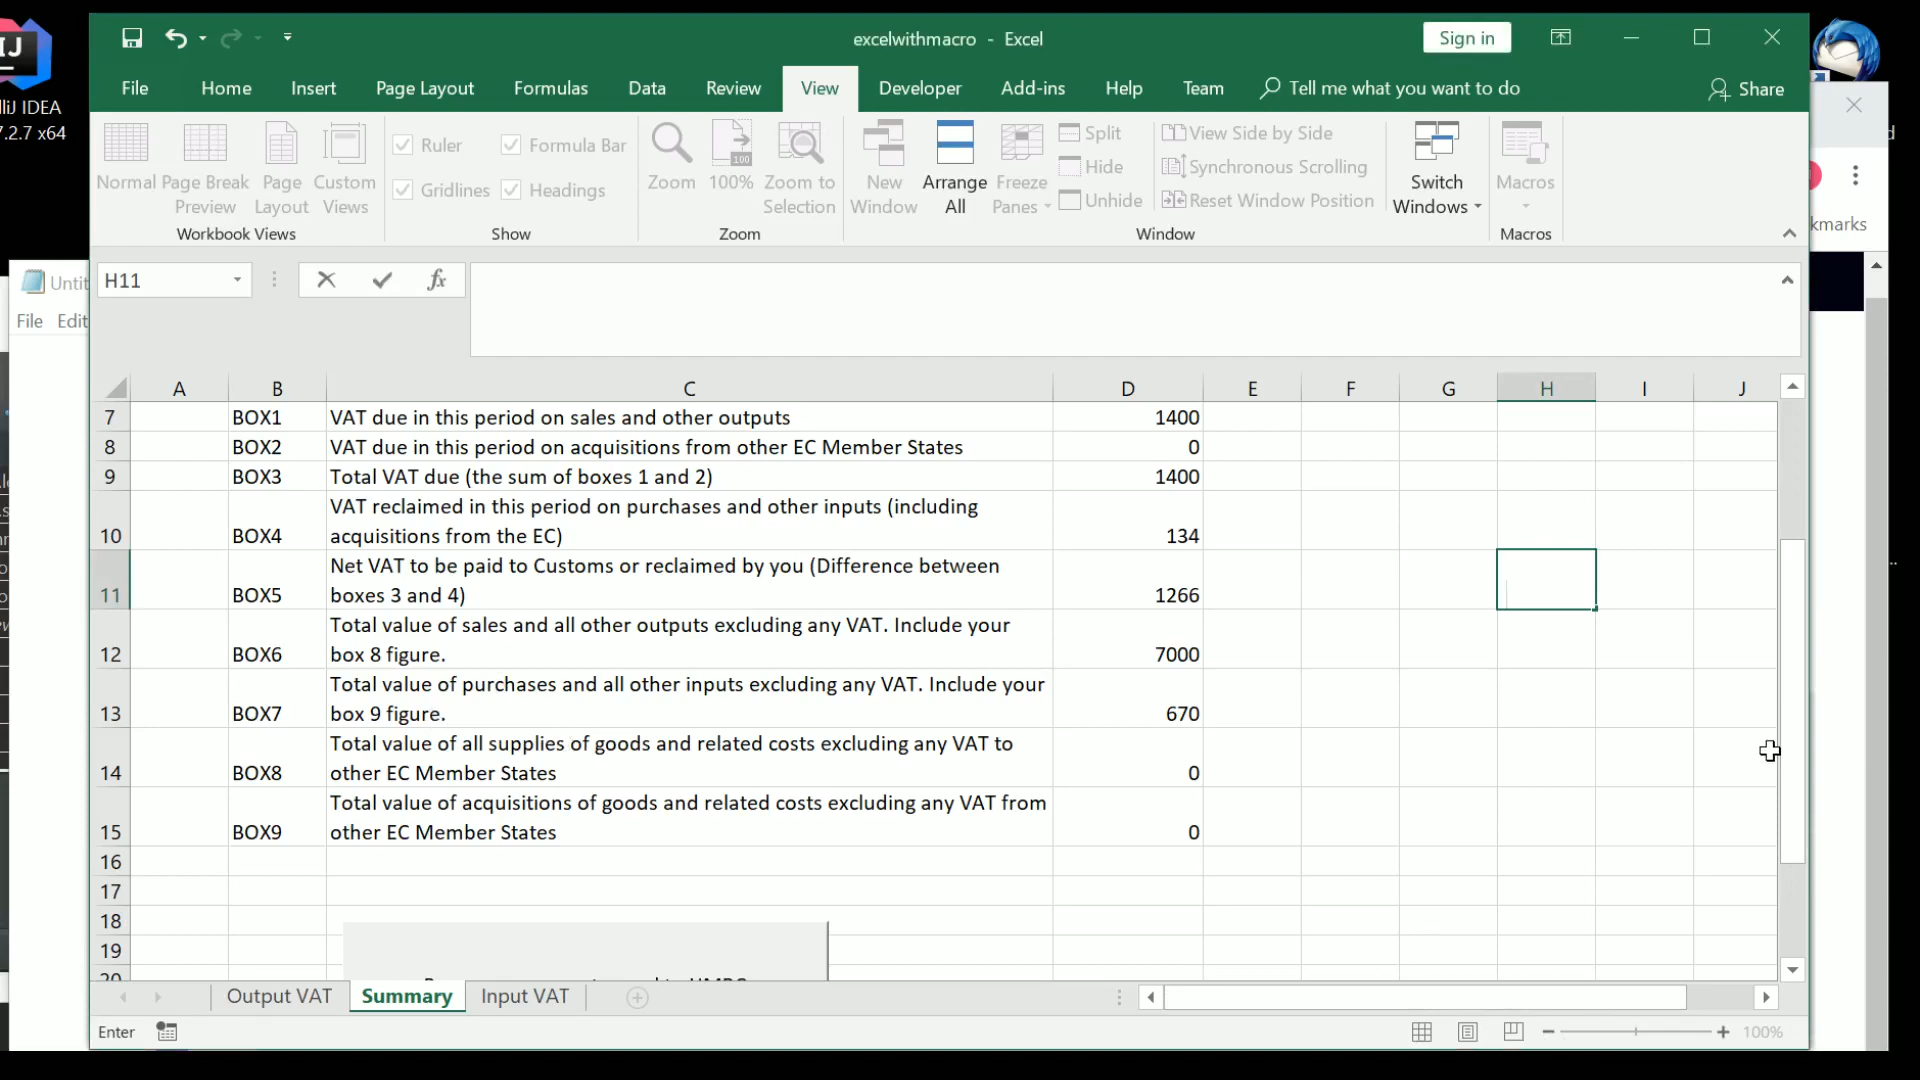 excelwithmacro - Excel
Sign in
File Home Insert Page Layout Formulas Data Review View Developer Add-ins Help Team Tell me what you want to do Share
Normal Page Break Preview Page Layout Custom Views
Workbook Views
Ruler Formula Bar
Gridlines Headings
Show
Zoom 100% Zoom to Selection
100
Zoom
New Window Arrange All Freeze Panes
Split
Hide
Unhide
View Side by Side
Synchronous Scrolling
Reset Window Position
Switch Windows
Window
Macros
Macros
H11
fx
A B C D E F G H I J
7 BOX1 VAT due in this period on sales and other outputs 1400
8 BOX2 VAT due in this period on acquisitions from other EC Member States 0
9 BOX3 Total VAT due (the sum of boxes 1 and 2) 1400
VAT reclaimed in this period on purchases and other inputs (including
10 BOX4 acquisitions from the EC) 134
Net VAT to be paid to Customs or reclaimed by you (Difference between
11 BOX5 boxes 3 and 4) 1266
Total value of sales and all other outputs excluding any VAT. Include your
12 BOX6 box 8 figure. 7000
Total value of purchases and all other inputs excluding any VAT. Include your
13 BOX7 box 9 figure. 670
Total value of all supplies of goods and related costs excluding any VAT to
14 BOX8 other EC Member States 0
Total value of acquisitions of goods and related costs excluding any VAT from
15 BOX9 other EC Member States 0
16
17
18
19
20
Output VAT Summary Input VAT
Enter
100%
IJ
lliJ IDEA
7.2.7 x64
Untit
File Edit
kmarks